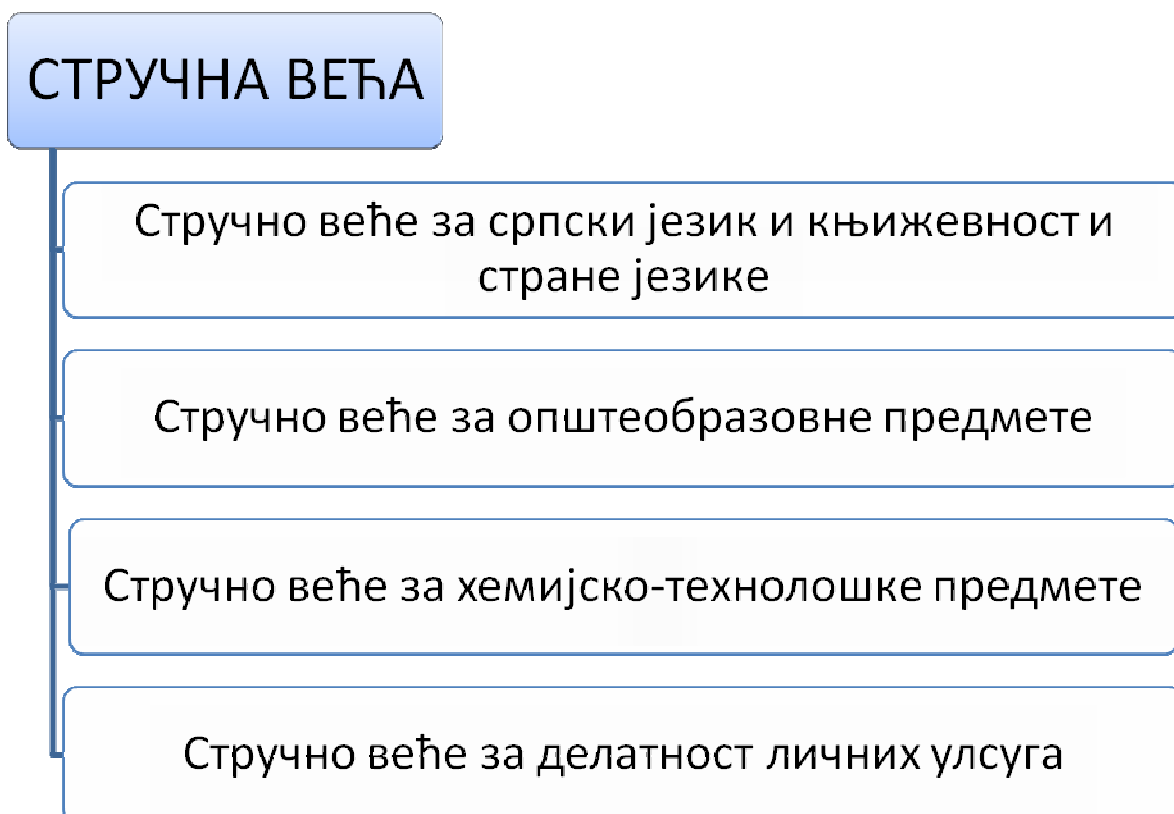 СТРУЧНА ВЕЋА
Стручно веће за српски језик и књижевност и
стране језике
Стручно веће за општеобразовне предмете
Стручно веће за хемијско-технолошке предмете
Стручно веће за делатност личних улсуга